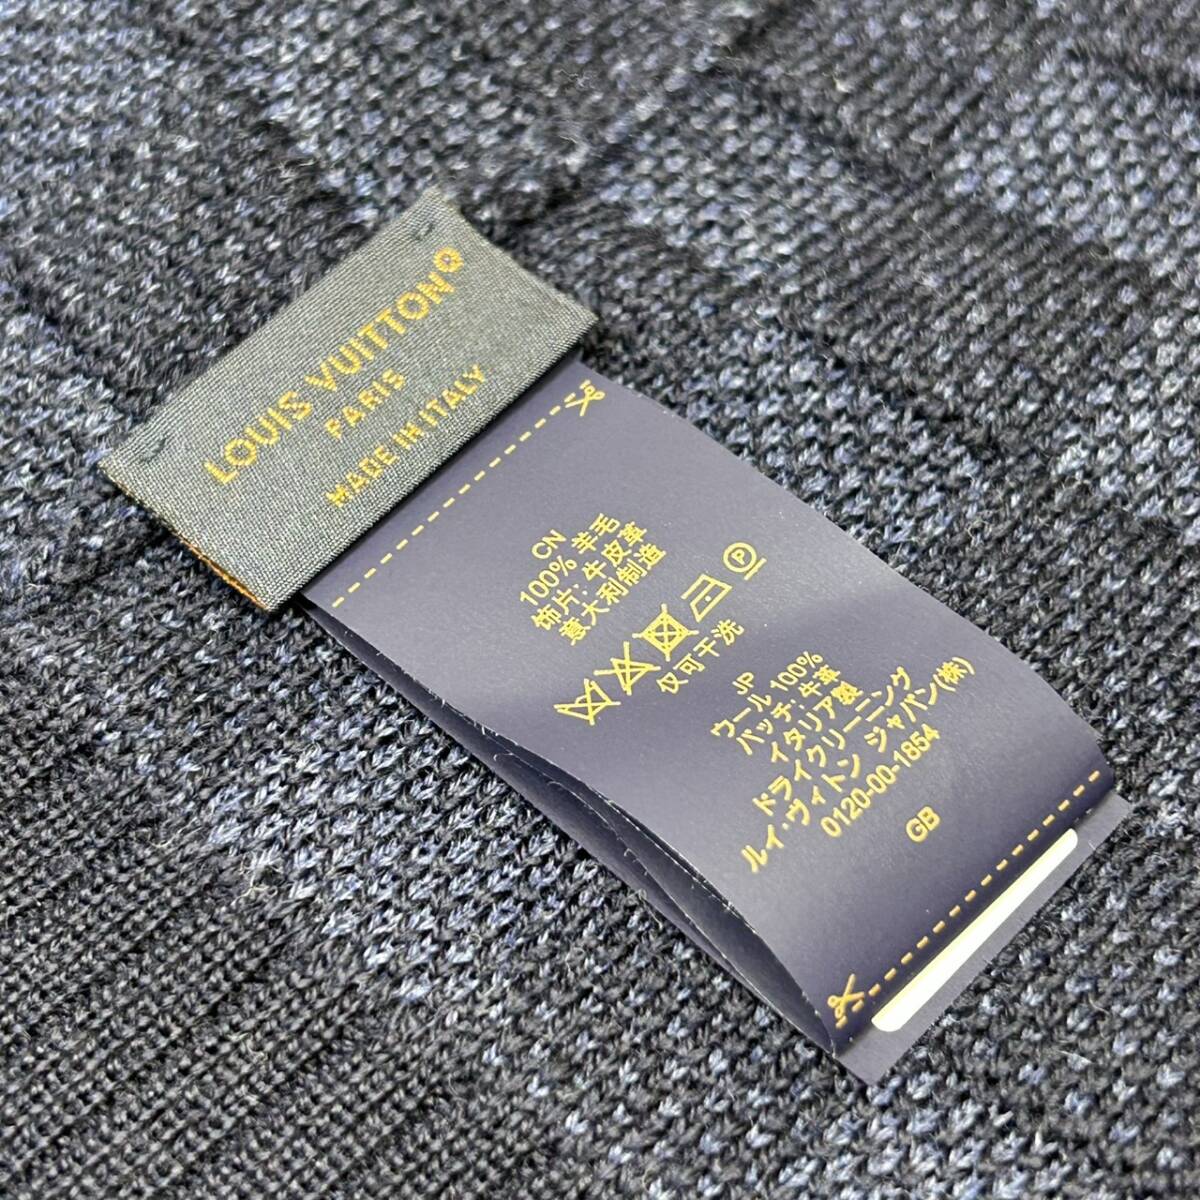 LOUIS VUITTON®
PARIS
MADE IN ITALY
CN
100% 羊毛
饰片: 牛皮革
意大利制造
P
仅可干洗
JP
ウール 100%
パッチ: 牛革
イタリア製
ドライクリーニング
ルイ・ヴィトン ジャパン(株)
0120-00-1854
GB